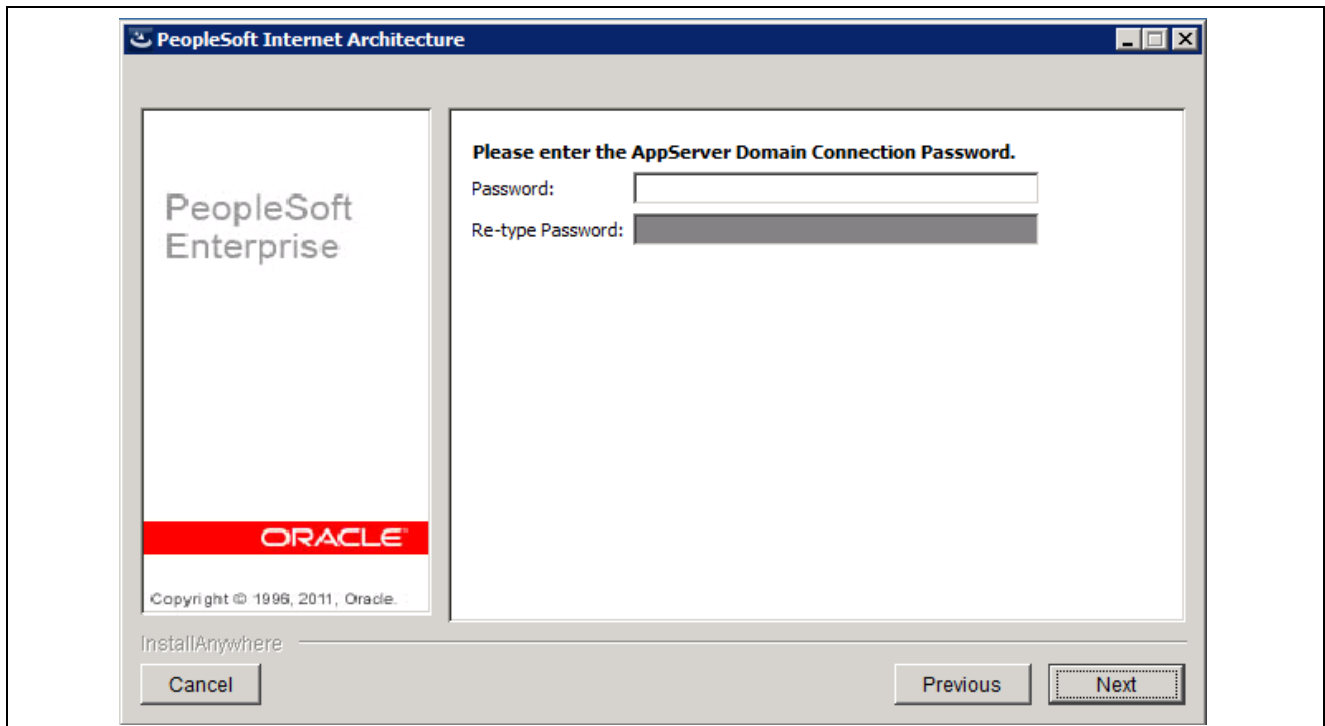 PeopleSoft Internet Architecture
Please enter the AppServer Domain Connection Password.
Password:
Re-type Password:
PeopleSoft
Enterprise
ORACLE
Copyright © 1996, 2011, Oracle.
InstallAnywhere
Cancel
Previous
Next